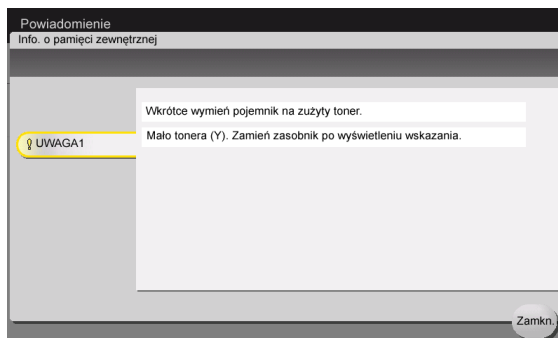 Powiadomienie
Info. o pamięci zewnętrznej
Wkrótce wymień pojemnik na zużyty toner.
UWAGA1
Mało tonera (Y). Zamień zasobnik po wyświetleniu wskazania.
Zamkn.